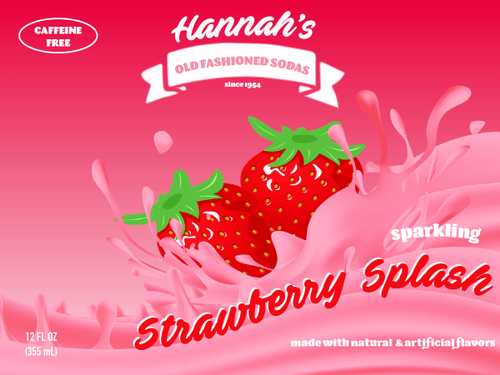 CAFFEINE
FREE
Hannah's
OLD FASHIONED SODAS
since 1954
sparkling
Strawberry Splash
made with natural & artificial flavors
12 FL OZ
(355 mL)